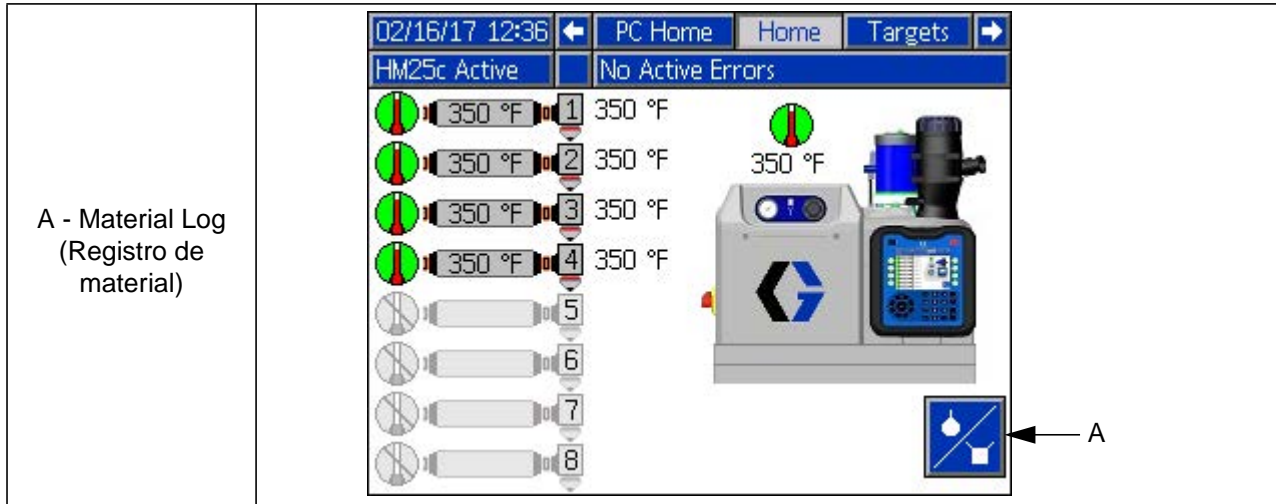 A - Material Log
(Registro de
material)
02/16/17 12:36 PC Home Home Targets
HM25c Active No Active Errors
350 °F 1 350 °F
350 °F 2 350 °F
350 °F 3 350 °F
350 °F 4 350 °F
5
6
7
8
350 °F
A